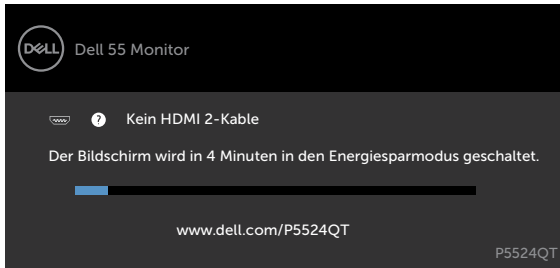 DELL
Dell 55 Monitor
? Kein HDMI 2-Kable
Der Bildschirm wird in 4 Minuten in den Energiesparmodus geschaltet.
www.dell.com/P5524QT
P5524QT